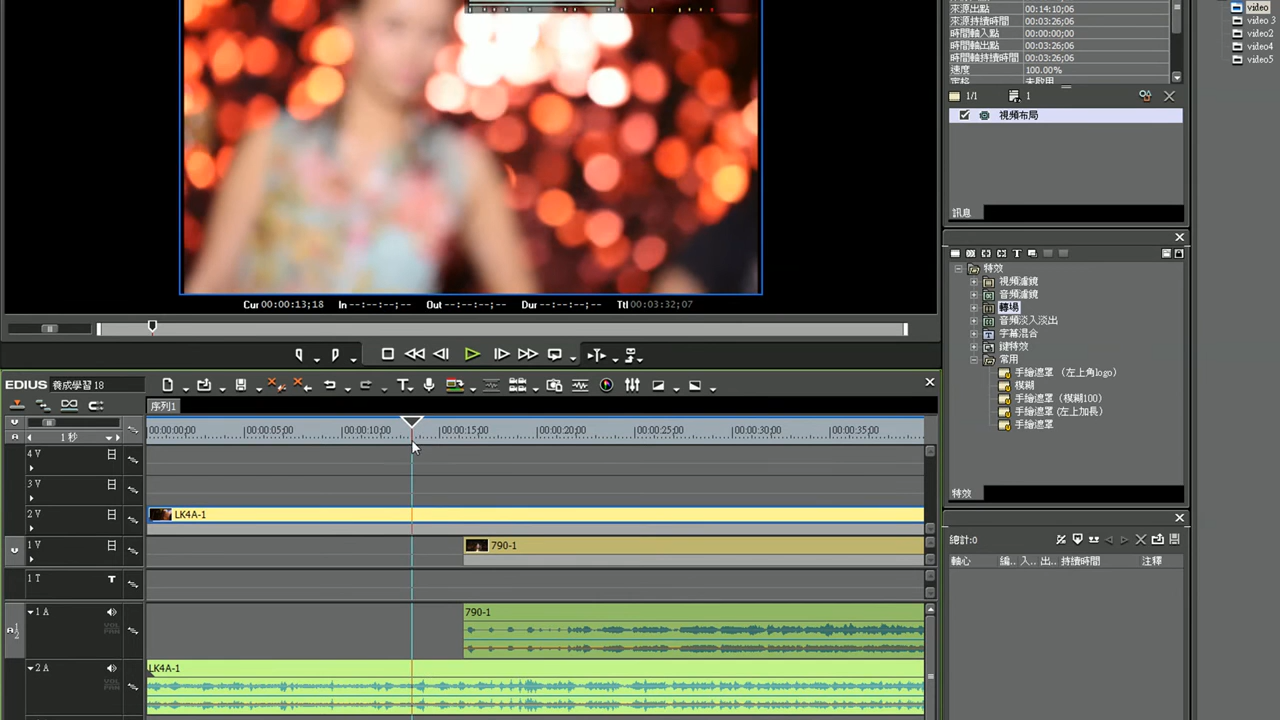 來源出點 00:14:10;06
來源持續時間 00:03:26;06
時間軸入點 00:00:00;00
時間軸出點 00:03:26;06
時間軸持續時間 00:03:26;06
速度 100.00%
video
video 3
video2
video4
video5
1/1 1
視頻布局
訊息
Cur 00:00:13;18 In --:--:--;-- Out --:--:--;-- Dur --:--:--;-- Ttl 00:03:32;07
特效
視頻濾鏡
音頻濾鏡
轉場
音頻淡入淡出
字幕混合
鍵特效
常用
手繪遮罩 （左上角logo）
模糊
手繪遮罩（模糊100）
手繪遮罩 (左上加長)
手繪遮罩
特效
EDIUS 養成學習 18
序列1
1 秒
00:00:00;00 00:00:05;00 00:00:10;00 00:00:15;00 00:00:20;00 00:00:25;00 00:00:30;00 00:00:35;00
4 V
3 V
2 V LK4A-1
1 V 790-1
1 T T
1 A 790-1
VOL
PAN
A 1 2
2 A LK4A-1
VOL
PAN
總計:0
軸心 編.. 入.. 出.. 持續時間 注釋